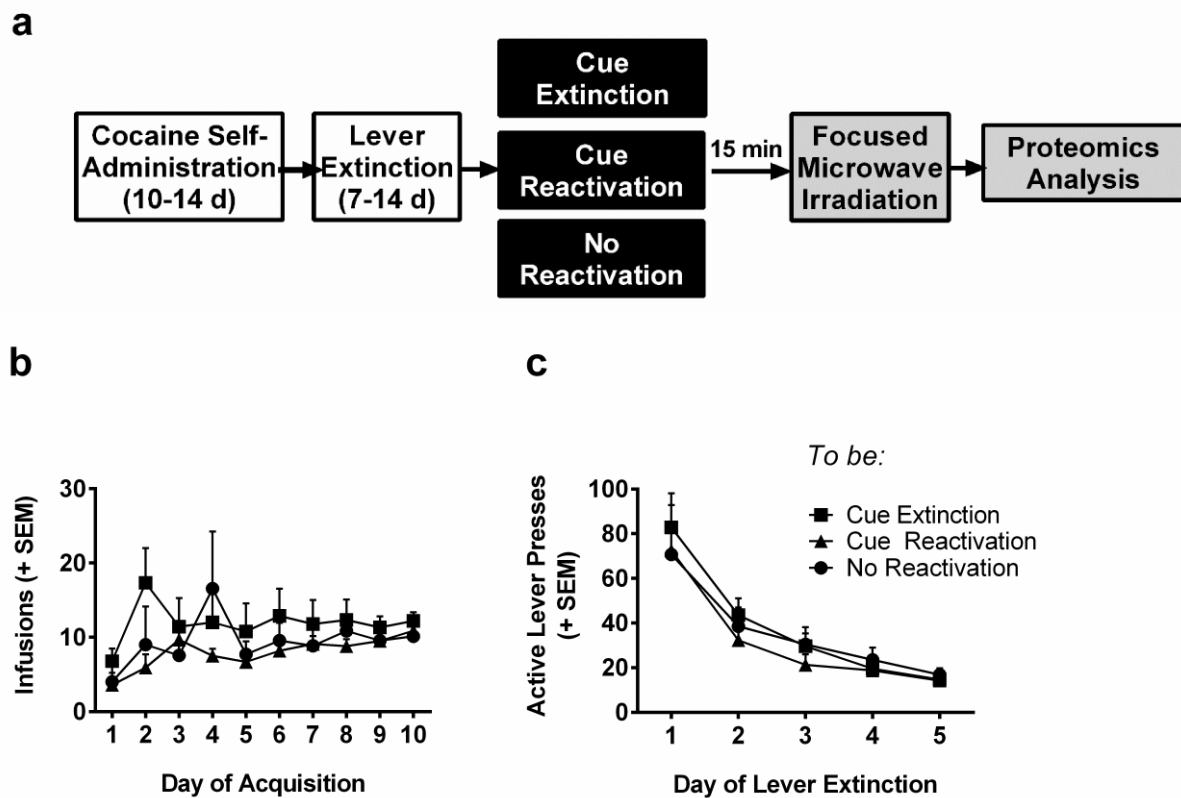 a
Cocaine Self-
Administration
(10-14 d)
Lever
Extinction
(7-14 d)
Cue
Extinction
Cue
Reactivation
No
Reactivation
15 min
Focused
Microwave
Irradiation
Proteomics
Analysis
b
Infusions (+ SEM)
30
20
10
0
1 2 3 4 5 6 7 8 9 10
Day of Acquisition
c
Active Lever Presses
(+ SEM)
100
80
60
40
20
0
1 2 3 4 5
Day of Lever Extinction
To be:
Cue Extinction
Cue Reactivation
No Reactivation